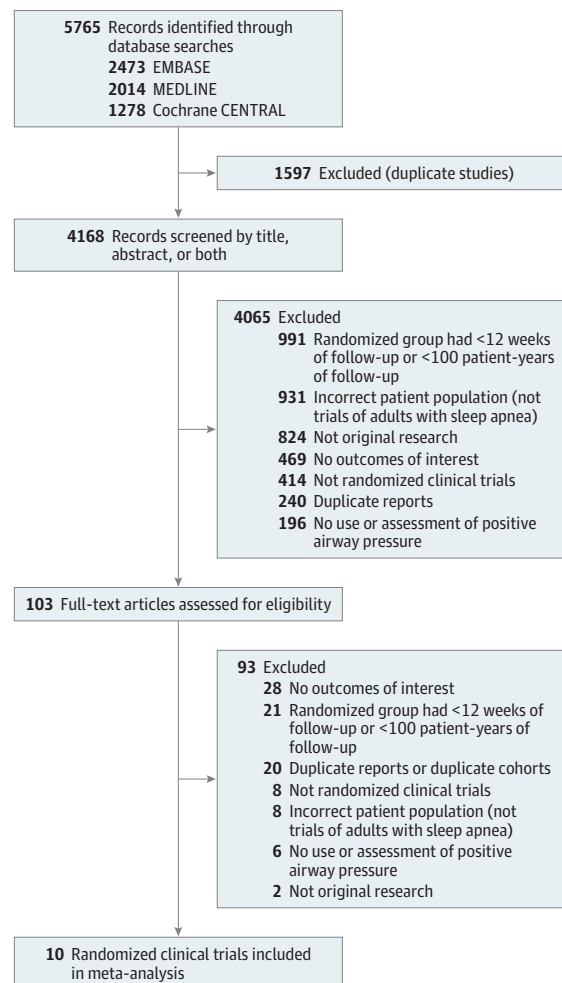 5765 Records identified through
database searches
2473 EMBASE
2014 MEDLINE
1278 Cochrane CENTRAL
1597 Excluded (duplicate studies)
4168 Records screened by title,
abstract, or both
4065 Excluded
991 Randomized group had <12 weeks
of follow-up or <100 patient-years
of follow-up
931 Incorrect patient population (not
trials of adults with sleep apnea)
824 Not original research
469 No outcomes of interest
414 Not randomized clinical trials
240 Duplicate reports
196 No use or assessment of positive
airway pressure
103 Full-text articles assessed for eligibility
93 Excluded
28 No outcomes of interest
21 Randomized group had <12 weeks of
follow-up or <100 patient-years of
follow-up
20 Duplicate reports or duplicate cohorts
8 Not randomized clinical trials
8 Incorrect patient population (not
trials of adults with sleep apnea)
6 No use or assessment of positive
airway pressure
2 Not original research
10 Randomized clinical trials included
in meta-analysis